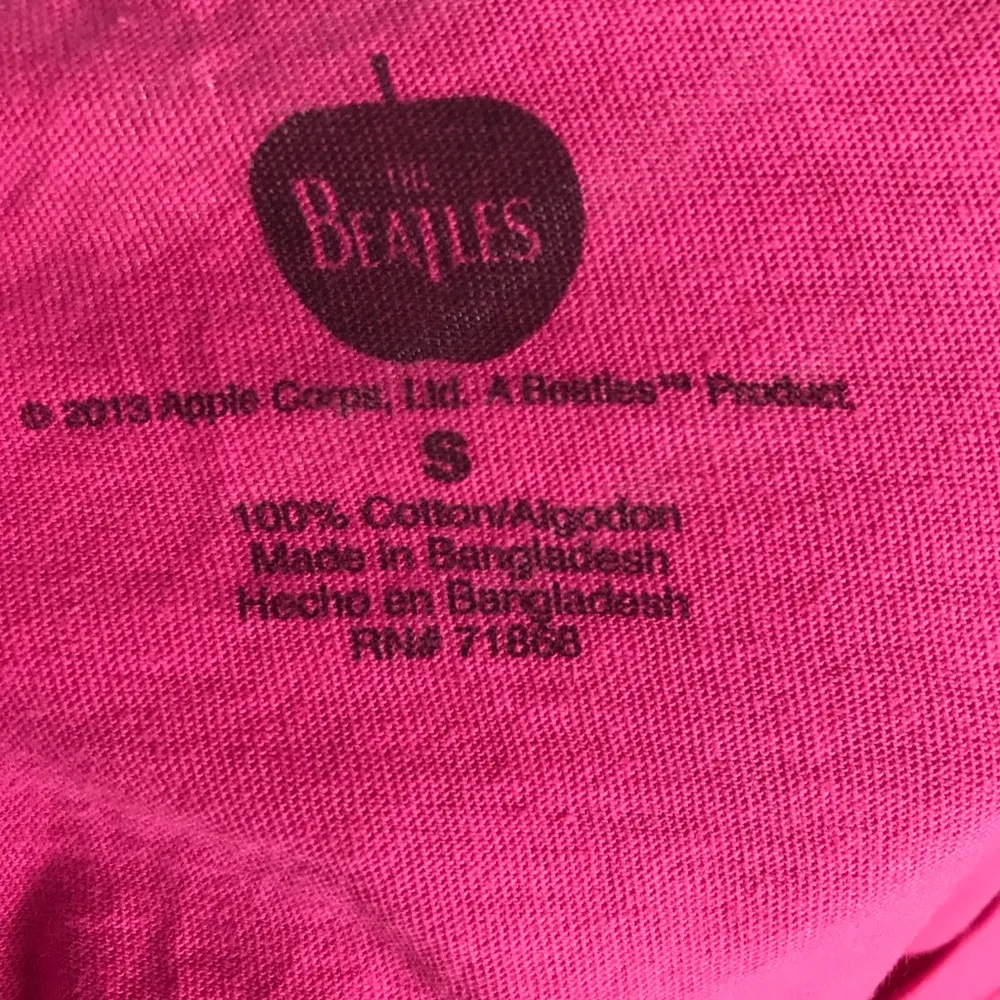 THE
BEATLES
© 2013 Apple Corps, Ltd. A Beatles™ Product.
S
100% Cotton/Algodon
Made in Bangladesh
Hecho en Bangladesh
RN# 71868